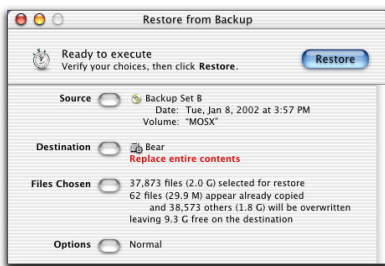 Restore from Backup
Ready to execute
Verify your choices, then click Restore.
Restore
Source
Backup Set B
Date: Tue, Jan 8, 2002 at 3:57 PM
Volume: "MOSX"
Destination
Bear
Replace entire contents
Files Chosen
37,873 files (2.0 G) selected for restore
62 files (29.9 M) appear already copied
and 38,573 others (1.8 G) will be overwritten
leaving 9.3 G free on the destination
Options
Normal